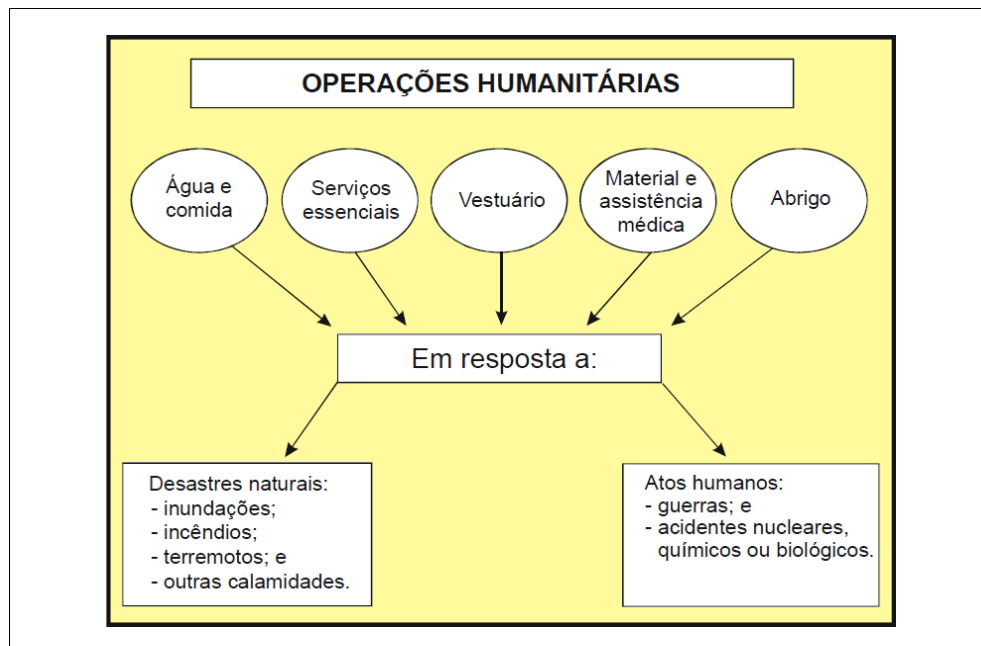 OPERAÇÕES HUMANITÁRIAS
Água e
comida
Serviços
essenciais
Vestuário
Material e
assistência
médica
Abrigo
Em resposta a:
Desastres naturais:
- inundações;
- incêndios;
- terremotos; e
- outras calamidades.
Atos humanos:
- guerras; e
- acidentes nucleares,
químicos ou biológicos.